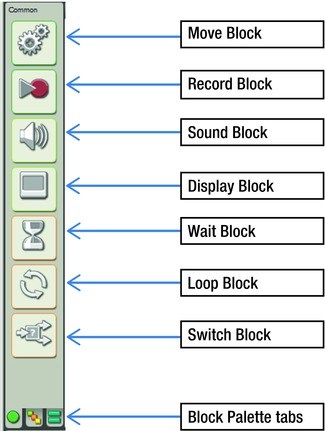 Common
Move Block
Record Block
Sound Block
Display Block
Wait Block
Loop Block
?
Switch Block
Block Palette tabs